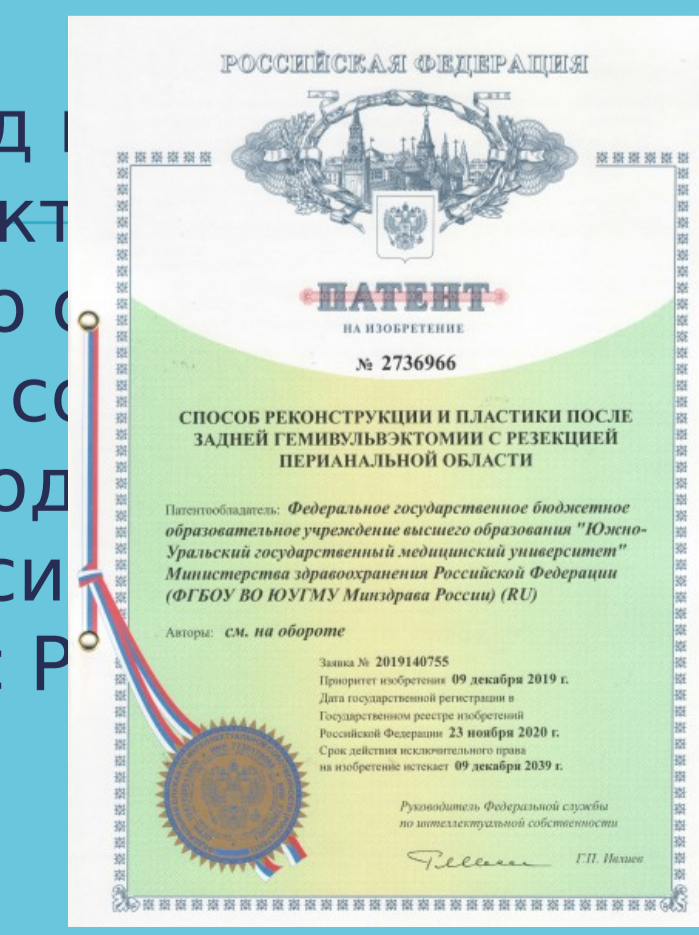 д
кт
о
со
од
си
Р
РОССИЙСКАЯ ФЕДЕРАЦИЯ
ПАТЕНТ
НА ИЗОБРЕТЕНИЕ
№ 2736966
СПОСОБ РЕКОНСТРУКЦИИ И ПЛАСТИКИ ПОСЛЕ
ЗАДНЕЙ ГЕМИВУЛЬВЭКТОМИИ С РЕЗЕКЦИЕЙ
ПЕРИАНАЛЬНОЙ ОБЛАСТИ
Патентообладатель: Федеральное государственное бюджетное
образовательное учреждение высшего образования "Южно-
Уральский государственный медицинский университет"
Министерства здравоохранения Российской Федерации
(ФГБОУ ВО ЮУГМУ Минздрава России) (RU)
Авторы: см. на обороте
Заявка № 2019140755
Приоритет изобретения 09 декабря 2019 г.
Дата государственной регистрации в
Государственном реестре изобретений
Российской Федерации 23 ноября 2020 г.
Срок действия исключительного права
на изобретение истекает 09 декабря 2039 г.
Руководитель Федеральной службы
по интеллектуальной собственности
Г.П. Ивлиев